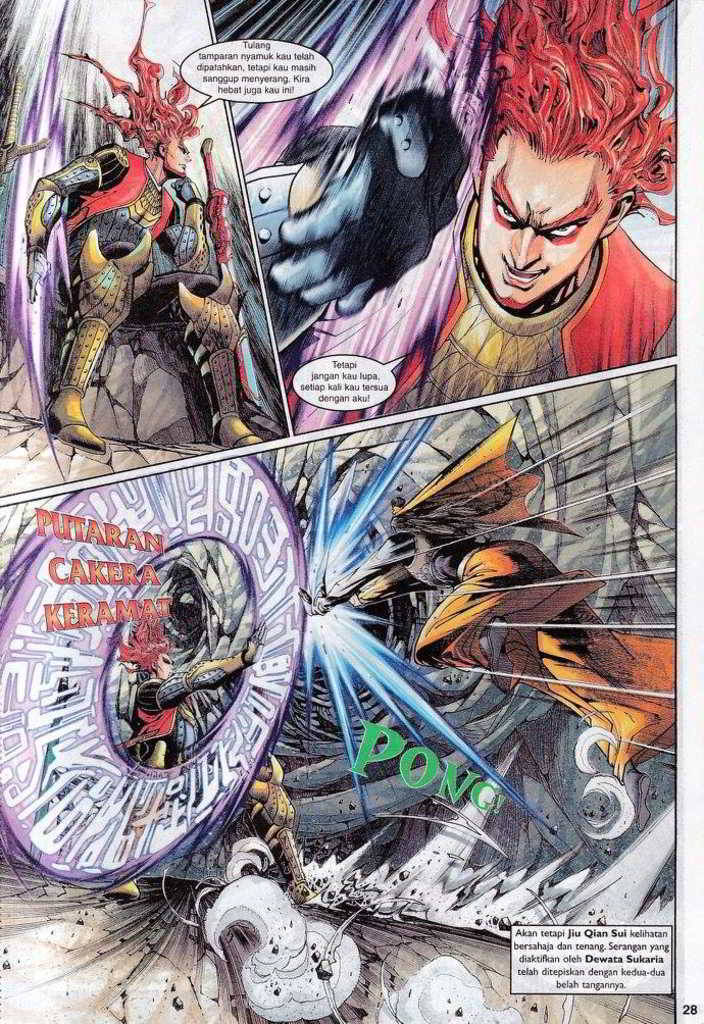 Tulang
tamparan nyamuk kau telah
dipatahkan, tetapi kau masih
sanggup menyerang. Kira
hebat juga kau ini!
Tetapi
jangan kau lupa,
setiap kali kau tersua
dengan aku!
PUTARAN
CAKERA
KERAMAT
PONG!
Akan tetapi Jiu Qian Sui kelihatan
bersahaja dan tenang. Serangan yang
diaktifkan oleh Dewata Sukaria
telah ditepiskan dengan kedua-dua
belah tangannya.
28